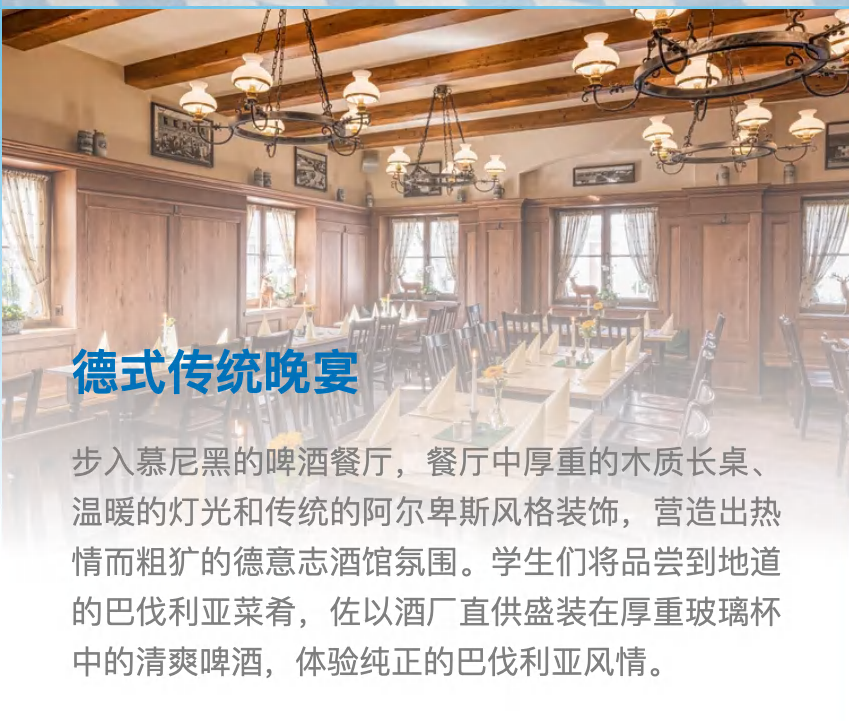 德式传统晚宴
步入慕尼黑的啤酒餐厅，餐厅中厚重的木质长桌、
温暖的灯光和传统的阿尔卑斯风格装饰，营造出热
情而粗犷的德意志酒馆氛围。学生们将品尝到地道
的巴伐利亚菜肴，佐以酒厂直供盛装在厚重玻璃杯
中的清爽啤酒，体验纯正的巴伐利亚风情。